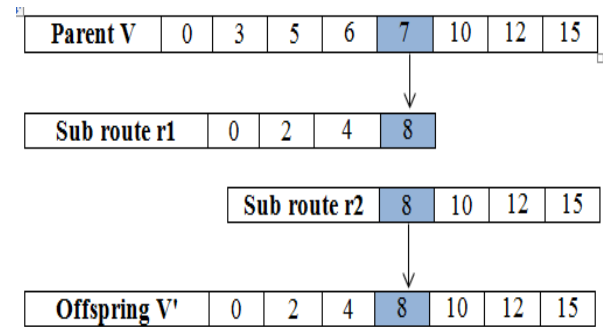 Parent V 0 3 5 6 7 10 12 15
Sub route r1 0 2 4 8
Sub route r2 8 10 12 15
Offspring V' 0 2 4 8 10 12 15